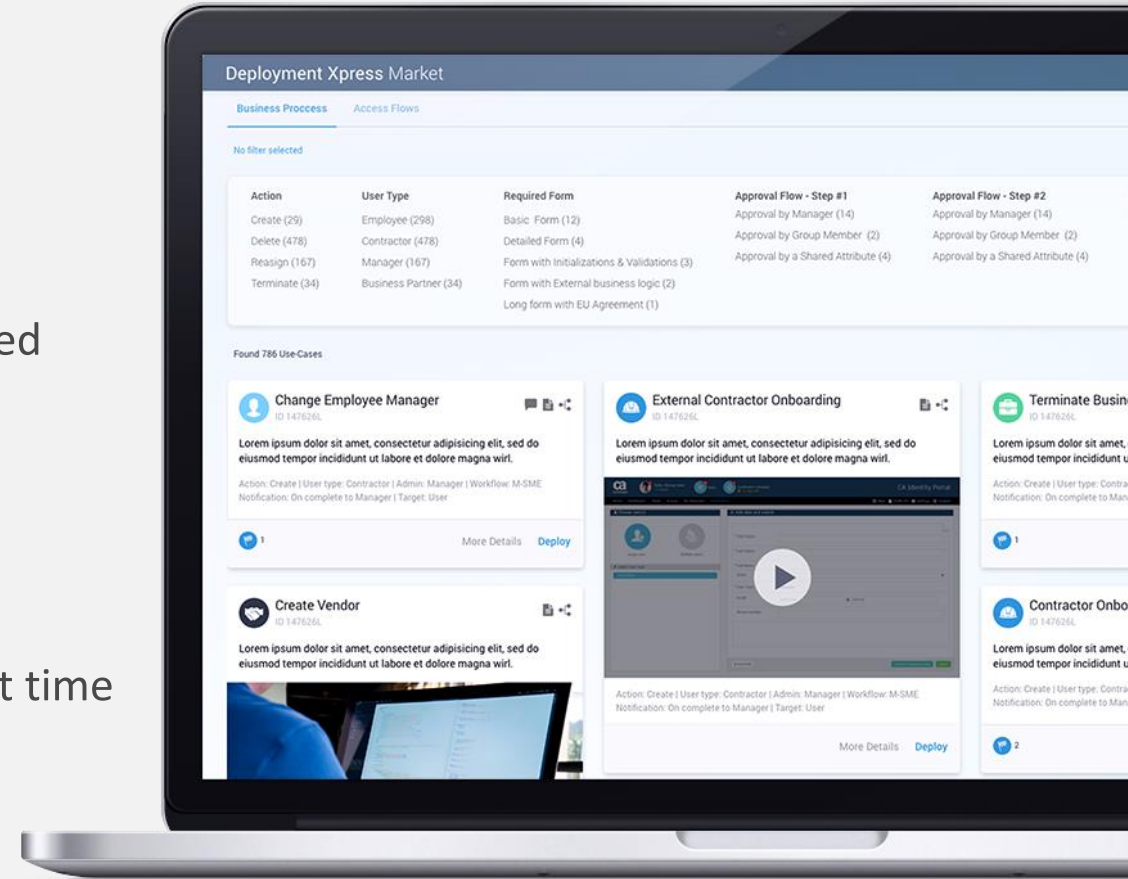 ed
t time
Deployment Xpress Market
Business Proccess Access Flows
No filter selected
Action
Create (29)
Delete (478)
Reasign (167)
Terminate (34)
User Type
Employee (298)
Contractor (478)
Manager (167)
Business Partner (34)
Required Form
Basic Form (12)
Detailed Form (4)
Form with Initializations & Validations (3)
Form with External business logic (2)
Long form with EU Agreement (1)
Approval Flow - Step #1
Approval by Manager (14)
Approval by Group Member (2)
Approval by a Shared Attribute (4)
Approval Flow - Step #2
Approval by Manager (14)
Approval by Group Member (2)
Approval by a Shared Attribute (4)
Found 786 Use-Cases
Change Employee Manager
ID 147626L
Lorem ipsum dolor sit amet, consectetur adipisicing elit, sed do
eiusmod tempor incididunt ut labore et dolore magna wirl.
Action: Create | User type: Contractor | Admin: Manager | Workflow: M-SME
Notification: On complete to Manager | Target: User
1
More Details Deploy
Create Vendor
ID 147626L
Lorem ipsum dolor sit amet, consectetur adipisicing elit, sed do
eiusmod tempor incididunt ut labore et dolore magna wirl.
External Contractor Onboarding
ID 147626L
Lorem ipsum dolor sit amet, consectetur adipisicing elit, sed do
eiusmod tempor incididunt ut labore et dolore magna wirl.
ca
CA Identity Portal
Action: Create | User type: Contractor | Admin: Manager | Workflow: M-SME
Notification: On complete to Manager | Target: User
More Details Deploy
Terminate Busin
ID 147626L
Lorem ipsum dolor sit amet,
eiusmod tempor incididunt u
Action: Create | User type: Contra
Notification: On complete to Man
1
Contractor Onbo
ID 147626L
Lorem ipsum dolor sit amet,
eiusmod tempor incididunt u
Action: Create | User type: Contra
Notification: On complete to Man
2